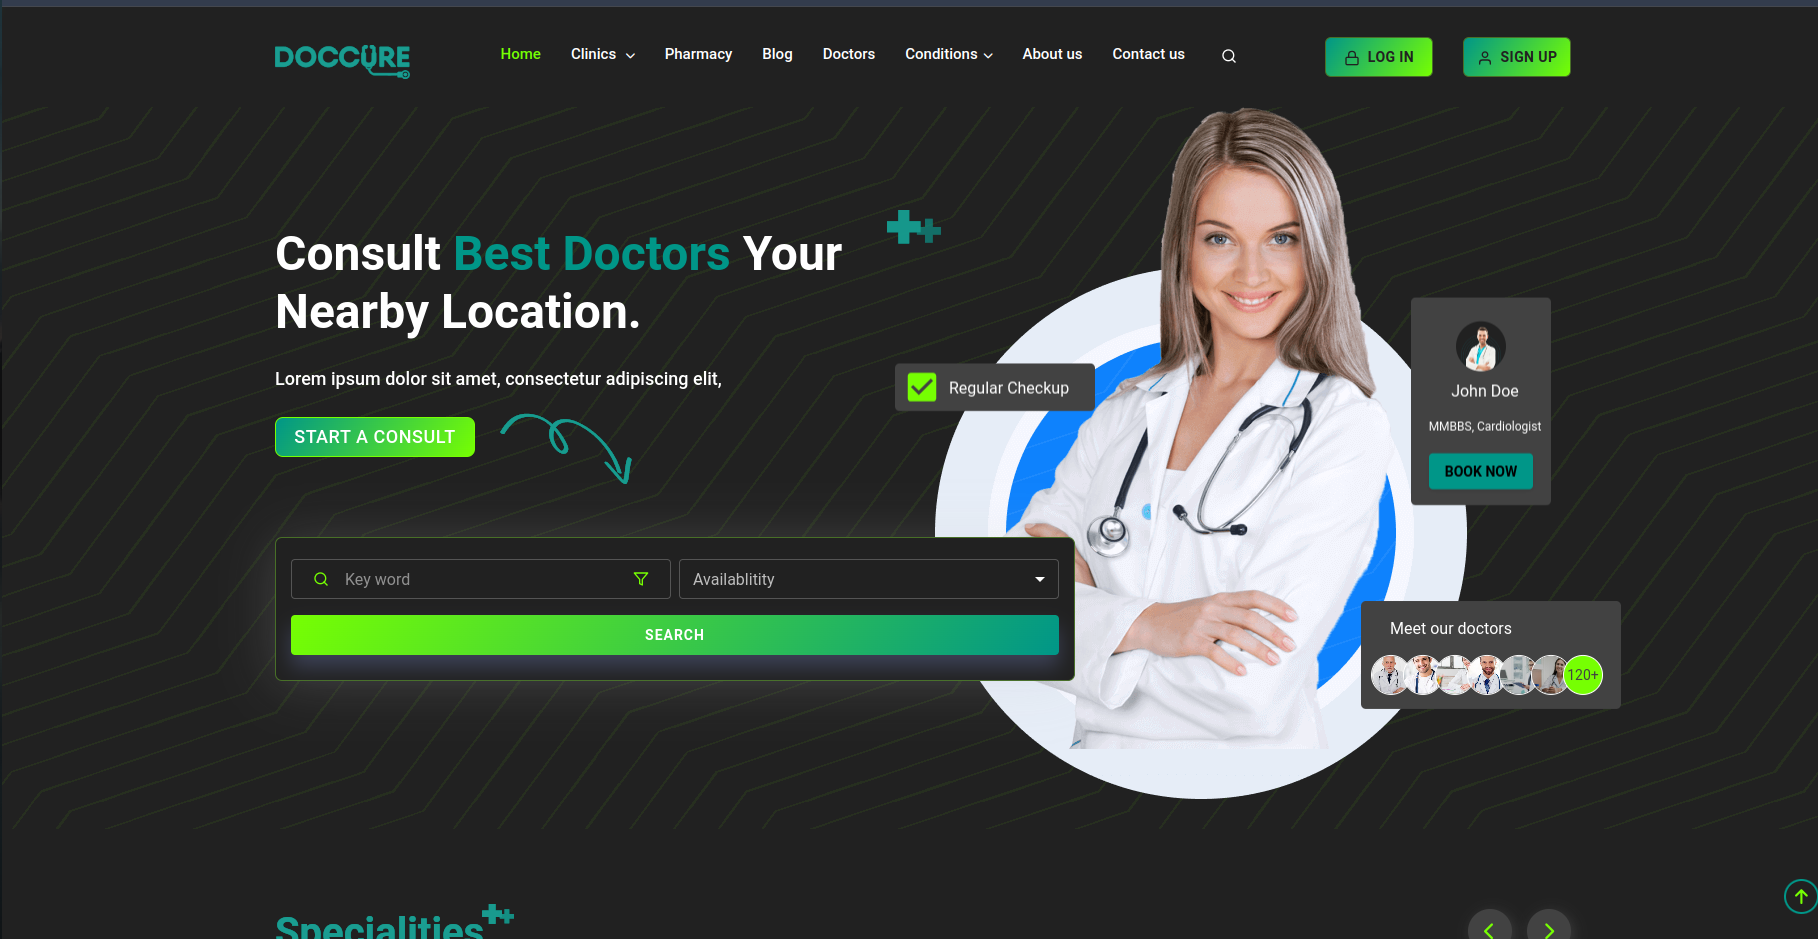 DOCCURE
Home Clinics Pharmacy Blog Doctors Conditions About us Contact us
LOG IN
SIGN UP
Consult Best Doctors Your
Nearby Location.
Lorem ipsum dolor sit amet, consectetur adipiscing elit,
START A CONSULT
Regular Checkup
John Doe
MMBBS, Cardiologist
BOOK NOW
Key word
Availablitity
SEARCH
Meet our doctors
120+
Specialities